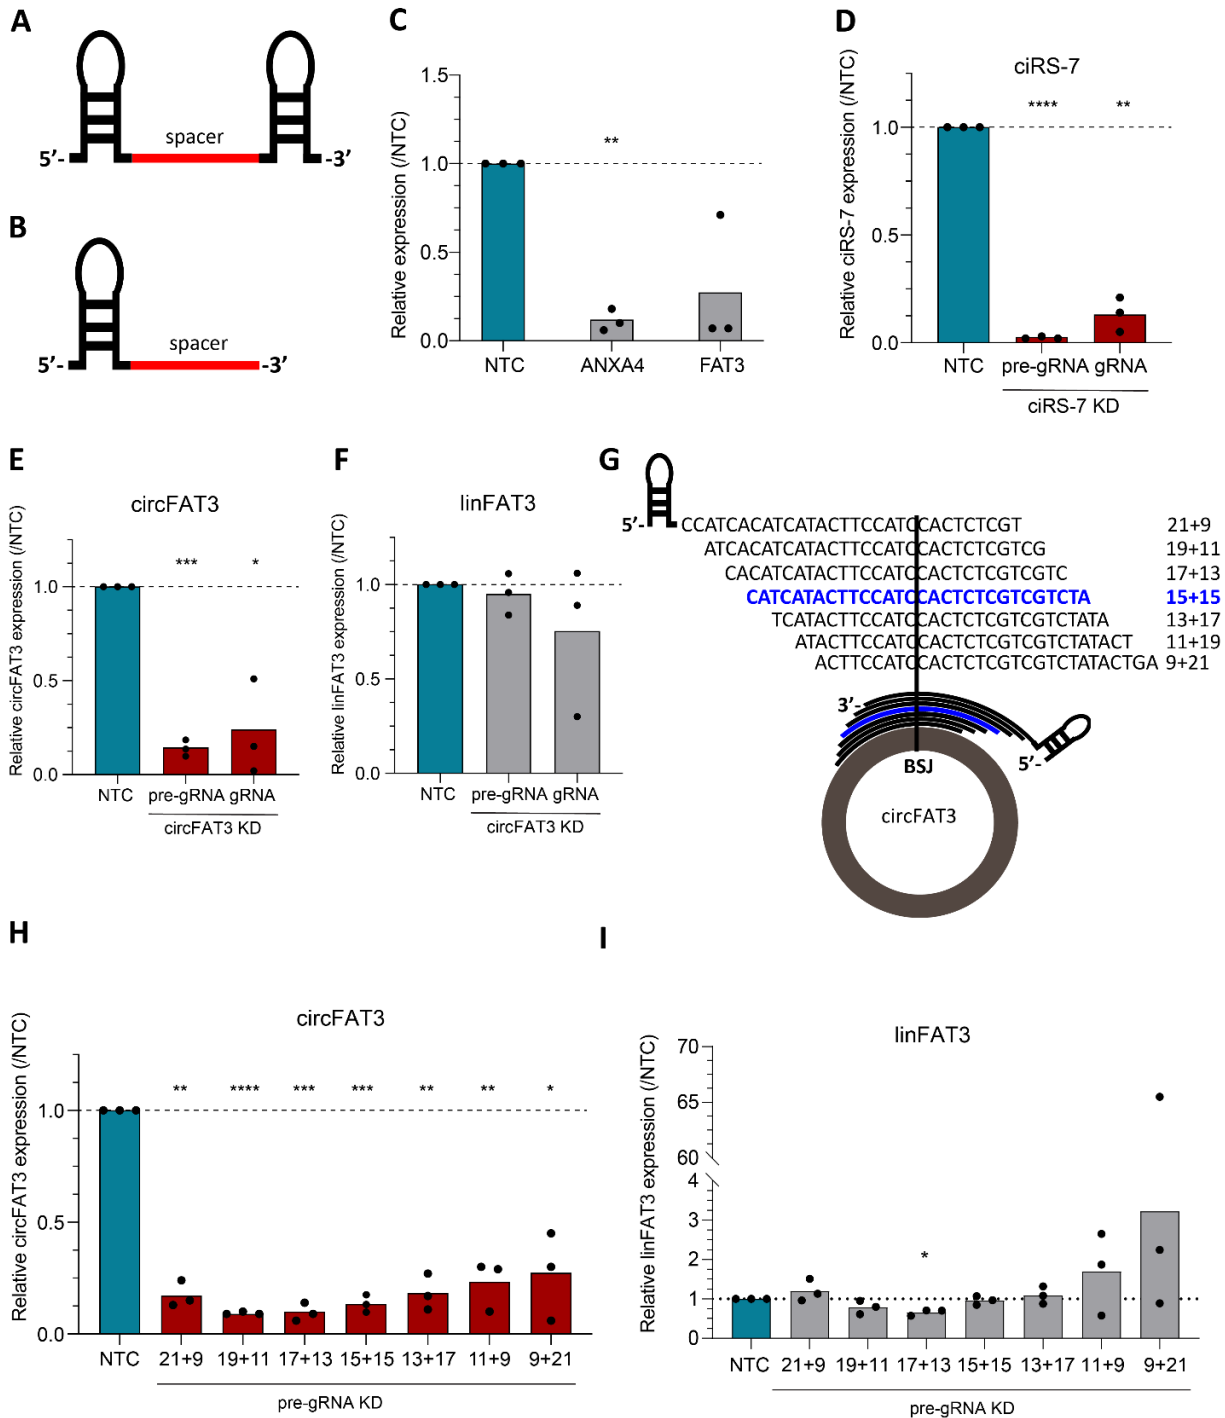 A
spacer
5’-
-3’
B
spacer
5’-
-3’
C
Relative expression (/NTC)
1.5
1.0
0.5
0.0
**
NTC
ANXA4
FAT3
D
ciRS-7
Relative ciRS-7 expression (/NTC)
1.0
0.5
0.0
****
**
NTC
pre-gRNA
gRNA
ciRS-7 KD
E
circFAT3
Relative circFAT3 expression (/NTC)
1.0
0.5
0.0
***
*
NTC
pre-gRNA
gRNA
circFAT3 KD
F
linFAT3
Relative linFAT3 expression (/NTC)
1.0
0.5
0.0
NTC
pre-gRNA
gRNA
circFAT3 KD
G
5’-
CCATCACATCATACTTCCATCCACTCTCGT 21+9
ATCACATCATACTTCCATCCACTCTCGTCG 19+11
CACATCATACTTCCATCCACTCTCGTCGTC 17+13
CATCATACTTCCATCCACTCTCGTCGTCTA 15+15
TCATACTTCCATCCACTCTCGTCGTCTATA 13+17
ATACTTCCATCCACTCTCGTCGTCTATACT 11+19
ACTTCCATCCACTCTCGTCGTCTATACTGA 9+21
3’-
5’-
BSJ
circFAT3
H
circFAT3
Relative circFAT3 expression (/NTC)
1.0
0.5
0.0
**
****
***
***
**
**
*
NTC
21+9
19+11
17+13
15+15
13+17
11+9
9+21
pre-gRNA KD
I
linFAT3
Relative linFAT3 expression (/NTC)
70
65
60
4
3
2
1
0
*
NTC
21+9
19+11
17+13
15+15
13+17
11+9
9+21
pre-gRNA KD